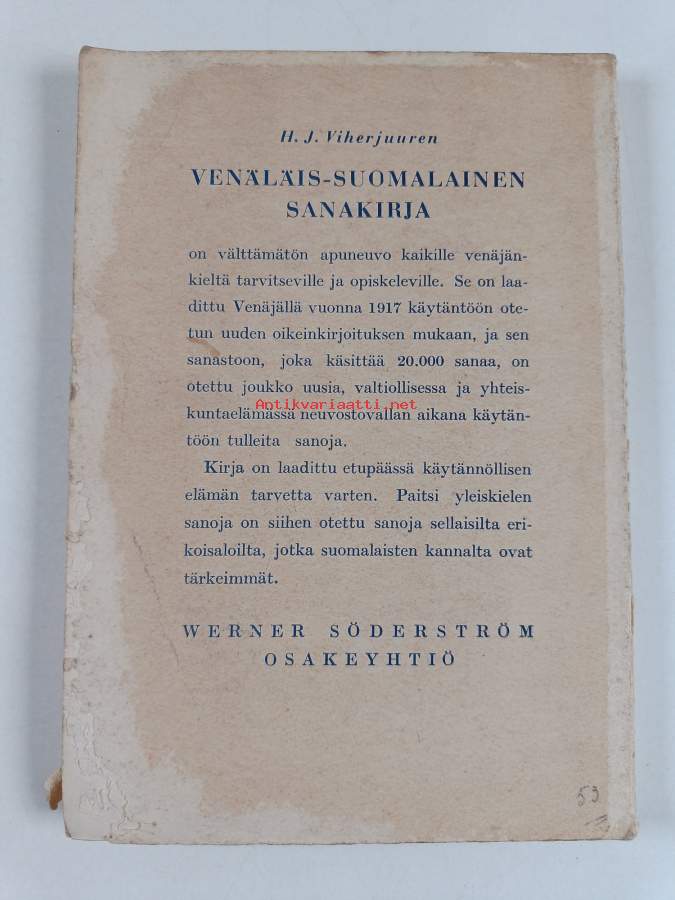 H. J. Viherjuuren
VENÄLÄIS-SUOMALAINEN
SANAKIRJA
on välttämätön apuneuvo kaikille venäjän-
kieltä tarvitseville ja opiskeleville. Se on laa-
dittu Venäjällä vuonna 1917 käytäntöön ote-
tun uuden oikeinkirjoituksen mukaan, ja sen
sanastoon, joka käsittää 20.000 sanaa, on
otettu joukko uusia, valtiollisessa ja yhteis-
Antikvariaatti.net
kuntaelämässä neuvostovallan aikana käytän-
töön tulleita sanoja.
Kirja on laadittu etupäässä käytännöllisen
elämän tarvetta varten. Paitsi yleiskielen
sanoja on siihen otettu sanoja sellaisilta eri-
koisaloilta, jotka suomalaisten kannalta ovat
tärkeimmät.
WERNER SÖDERSTRÖM
OSAKEYHTIÖ
53